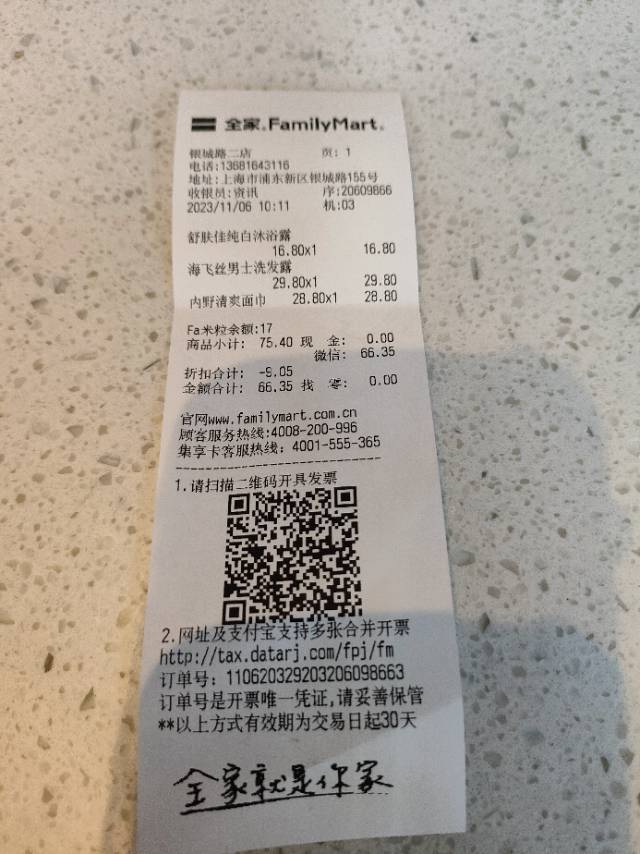 全家 FamilyMart
银城路二店 页: 1
电话:13681643116
地址:上海市浦东新区银城路155号
收银员:资讯 序:20609866
2023/11/06 10:11 机:03
舒肤佳纯白沐浴露
16.80x1 16.80
海飞丝男士洗发露
29.80x1 29.80
内野清爽面巾 28.80x1 28.80
Fa米粒余额:17
商品小计: 75.40 现 金: 0.00
微信: 66.35
折扣合计: -9.05
金额合计: 66.35 找 零: 0.00
官网www.familymart.com.cn
顾客服务热线:4008-200-996
集享卡客服热线: 4001-555-365
1.请扫描二维码开具发票
2.网址及支付宝支持多张合并开票
http://tax.datarj.com/fpj/fm
订单号: 110620329203206098663
订单号是开票唯一凭证,请妥善保管
**以上方式有效期为交易日起30天
全家就是你家